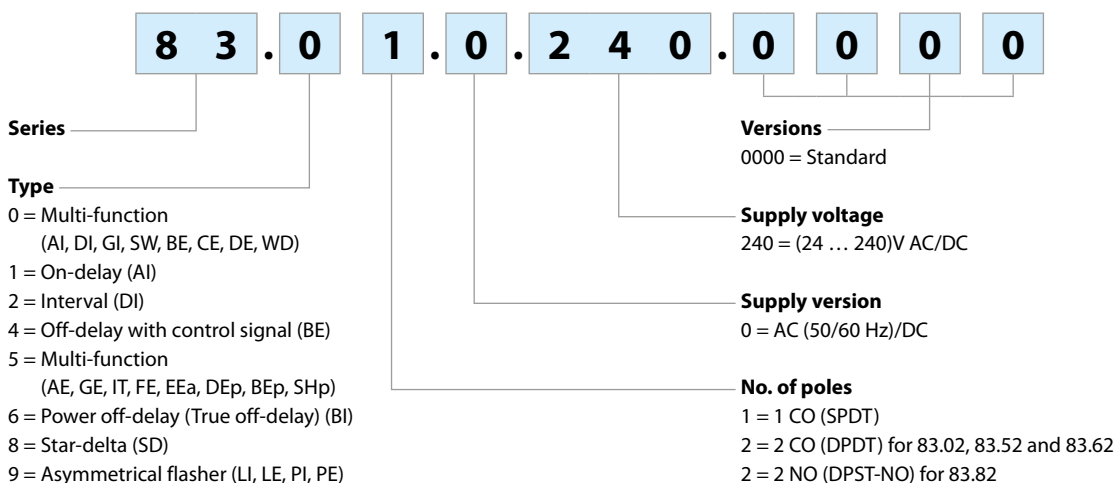 8 3 . 0 1 . 0 . 2 4 0 . 0 0 0 0
Series
Type
0 = Multi-function
(AI, DI, GI, SW, BE, CE, DE, WD)
1 = On-delay (AI)
2 = Interval (DI)
4 = Off-delay with control signal (BE)
5 = Multi-function
(AE, GE, IT, FE, EEa, DEp, BEp, SHp)
6 = Power off-delay (True off-delay) (BI)
8 = Star-delta (SD)
9 = Asymmetrical flasher (LI, LE, PI, PE)
Versions
0000 = Standard
Supply voltage
240 = (24 … 240)V AC/DC
Supply version
0 = AC (50/60 Hz)/DC
No. of poles
1 = 1 CO (SPDT)
2 = 2 CO (DPDT) for 83.02, 83.52 and 83.62
2 = 2 NO (DPST-NO) for 83.82